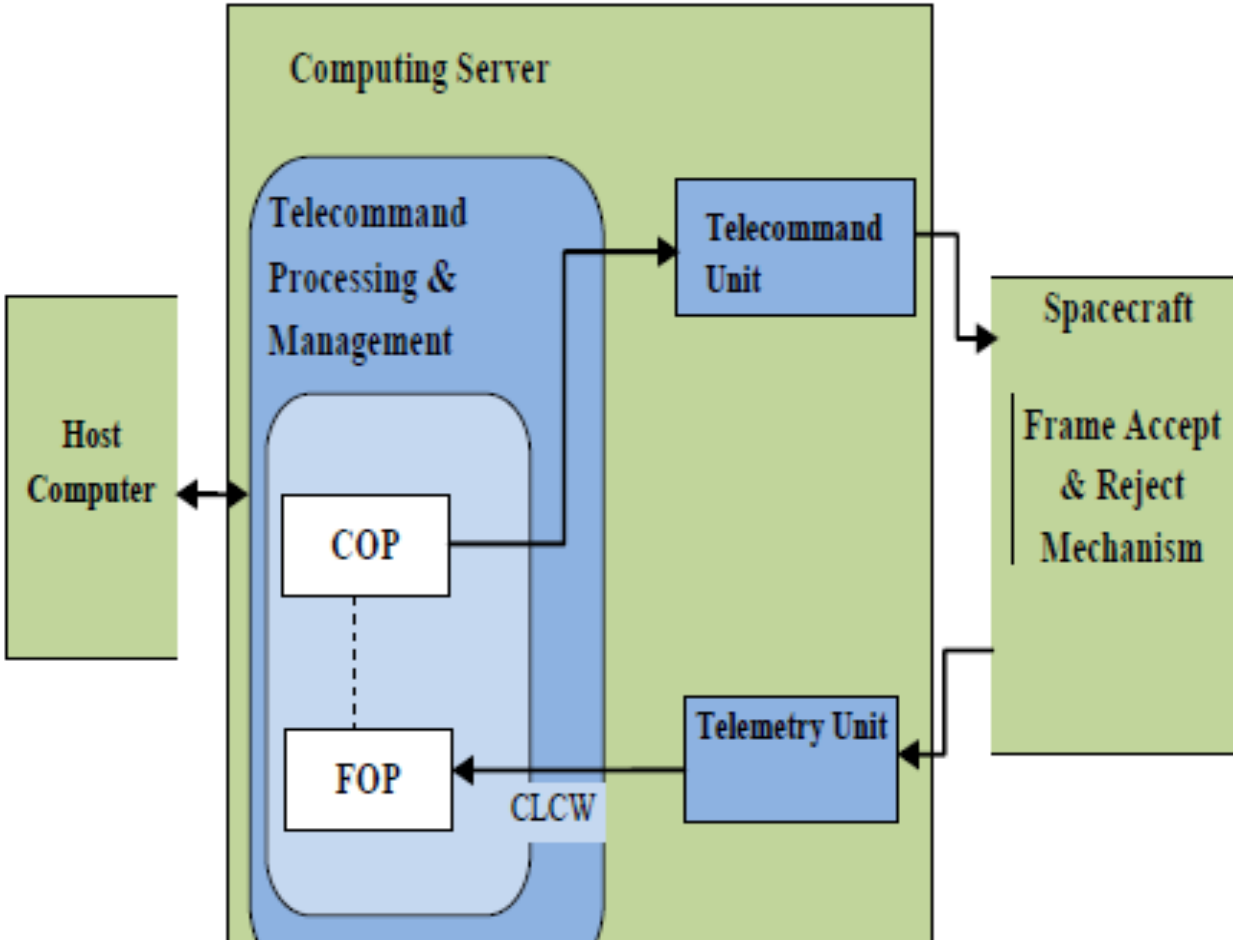 Computing Server
Telecommand
Processing &
Management
Telecommand
Unit
Spacecraft
Frame Accept
& Reject
Mechanism
Host
Computer
COP
FOP
CLCW
Telemetry Unit